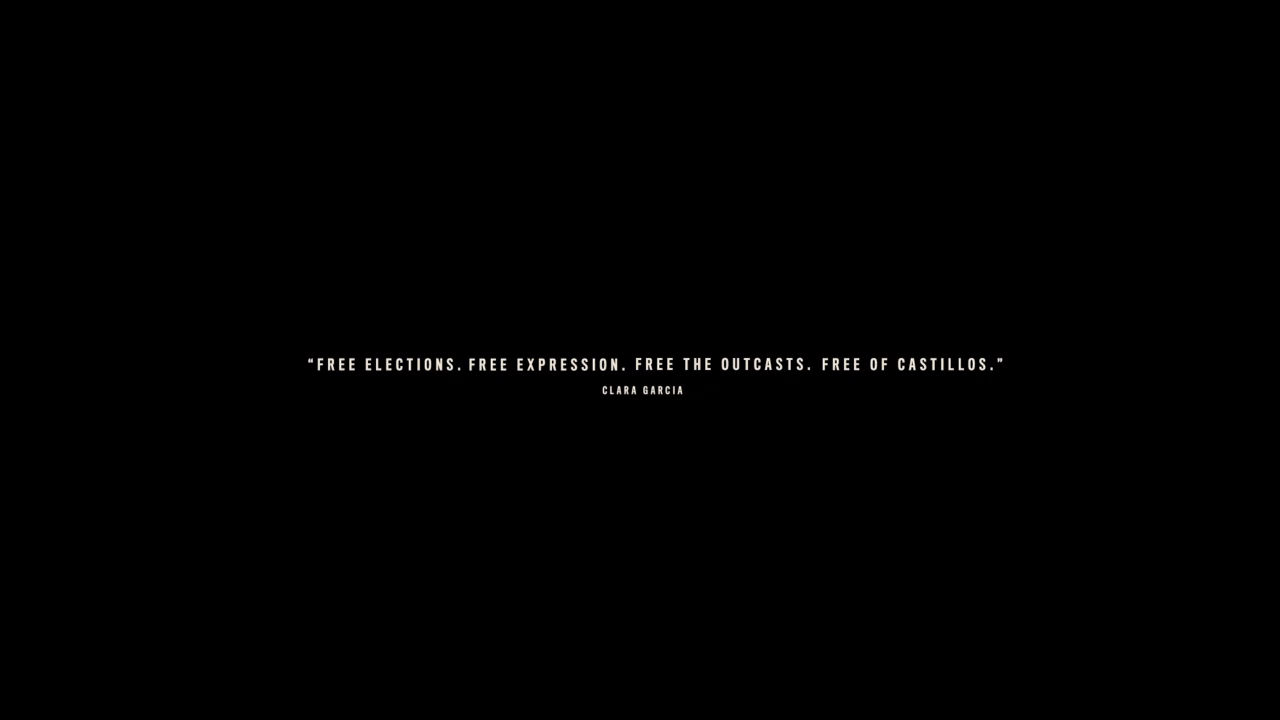 “FREE ELECTIONS. FREE EXPRESSION. FREE THE OUTCASTS. FREE OF CASTILLOS.”
CLARA GARCIA